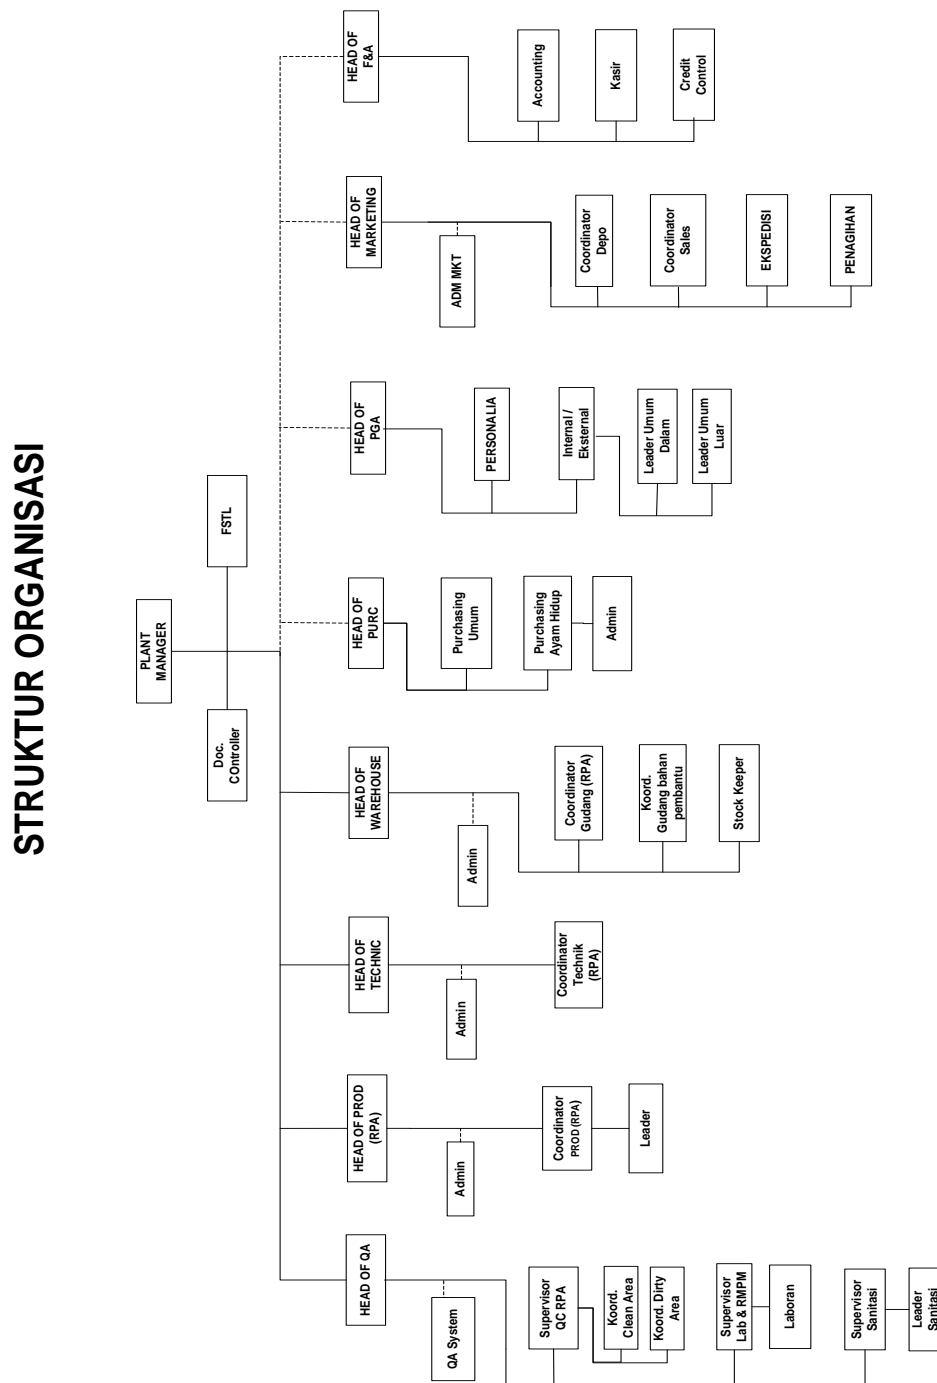 STRUKTUR ORGANISASI
PLANT
MANAGER
Doc.
COntroller
FSTL
HEAD OF QA
QA System
Supervisor
QC RPA
Koord.
Clean Area
Koord. Dirty
Area
Supervisor
Lab & RMPM
Laboran
Supervisor
Sanitasi
Leader
Sanitasi
HEAD OF PROD
(RPA)
Admin
Coordinator
PROD (RPA)
Leader
HEAD OF
TECHNIC
Admin
Coordinator
Technik
(RPA)
HEAD OF
WAREHOUSE
Admin
Coordinator
Gudang (RPA)
Koord.
Gudang bahan
pembantu
Stock Keeper
HEAD OF
PURC
Purchasing
Umum
Purchasing
Ayam Hidup
Admin
HEAD OF
PGA
PERSONALIA
Internal /
Eksternal
Leader Umum
Dalam
Leader Umum
Luar
HEAD OF
MARKETING
ADM MKT
Coordinator
Depo
Coordinator
Sales
EKSPEDISI
PENAGIHAN
HEAD OF
F&A
Accounting
Kasir
Credit
Control